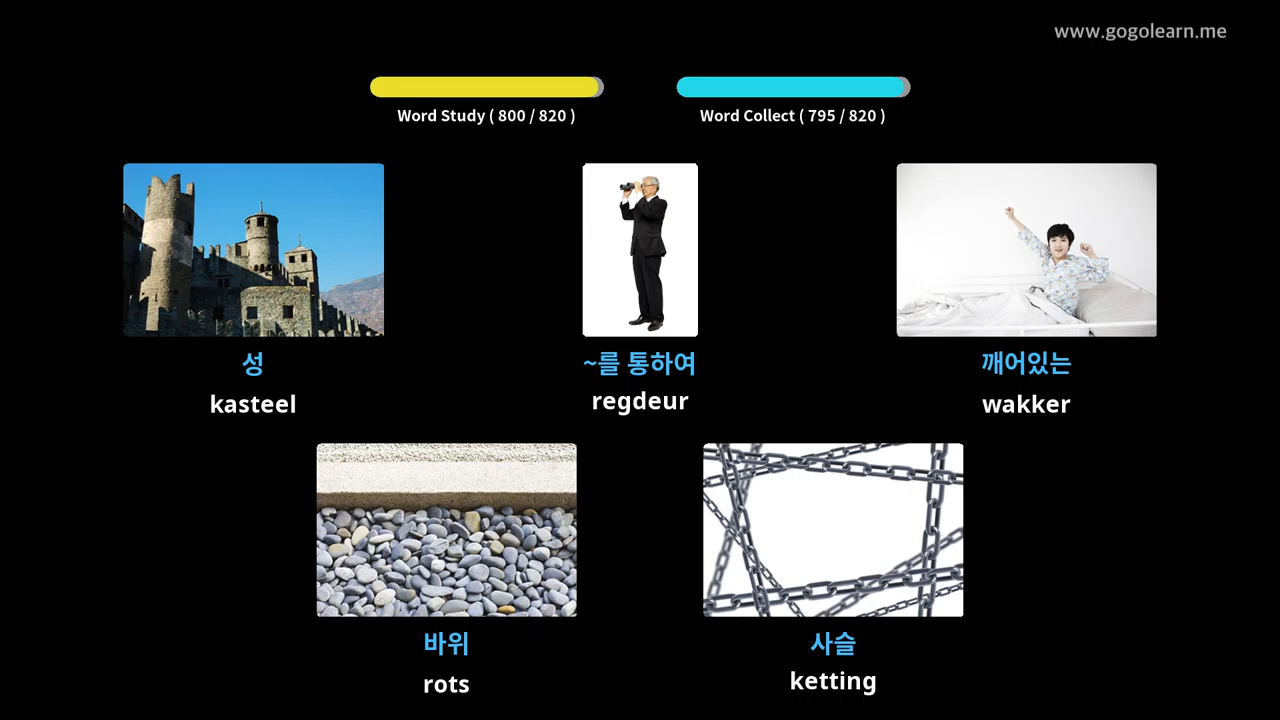 www.gogolearn.me
Word Study ( 800 / 820 )
Word Collect ( 795 / 820 )
성
~를 통하여
깨어있는
kasteel
regdeur
wakker
바위
사슬
rots
ketting